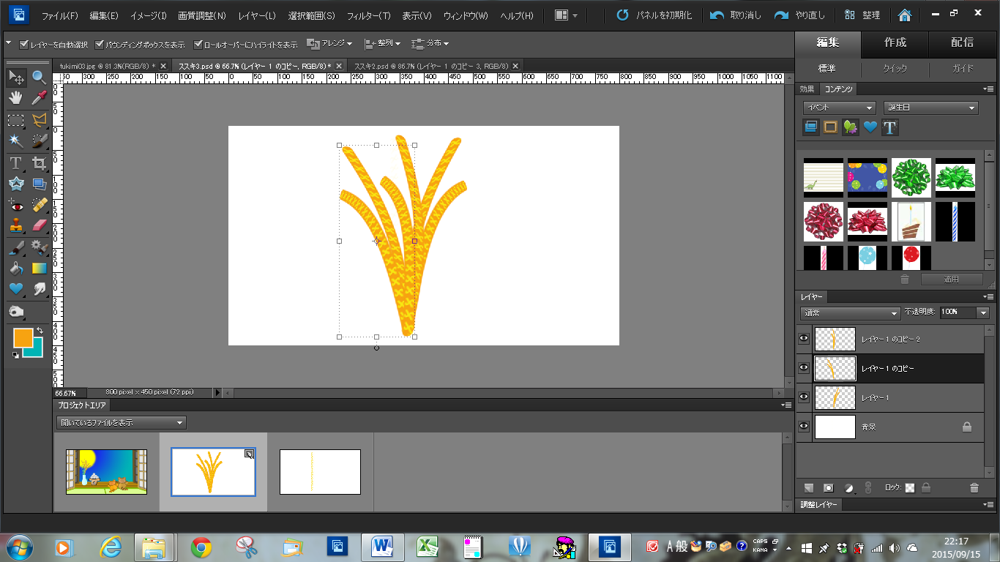 ファイル(F) 編集(E) イメージ(I) 画質調整(N) レイヤー(L) 選択範囲(S) フィルター(T) 表示(V) ウィンドウ(W) ヘルプ(H) パネルを初期化 取り消し やり直し 整理
レイヤーを自動選択 バウンディングボックスを表示 ロールオーバーにハイライトを表示 アレンジ 整列 分布
編集 作成 配信
標準 クイック ガイド
tukimi03.jpg @ 81.3%(RGB/8) * ススキ3.psd @ 66.7% (レイヤー 1 のコピー, RGB/8) * ススキ2.psd @ 86.7% (レイヤー 1 のコピー 3, RGB/8)
300 250 200 150 100 50 0 50 100 150 200 250 300 350 400 450 500 550 600 650 700 750 800 850 900 950 1000 1050 1100
効果 コンテンツ
イベント 誕生日
適用
レイヤー
通常 不透明度: 100%
レイヤー 1 のコピー 2
レイヤー 1 のコピー
レイヤー 1
背景
ロック:
調整レイヤー
66.67% 800 pixel x 450 pixel (72 ppi)
プロジェクトエリア
開いているファイルを表示
A 般 CAPS KANA
22:17
2015/09/15